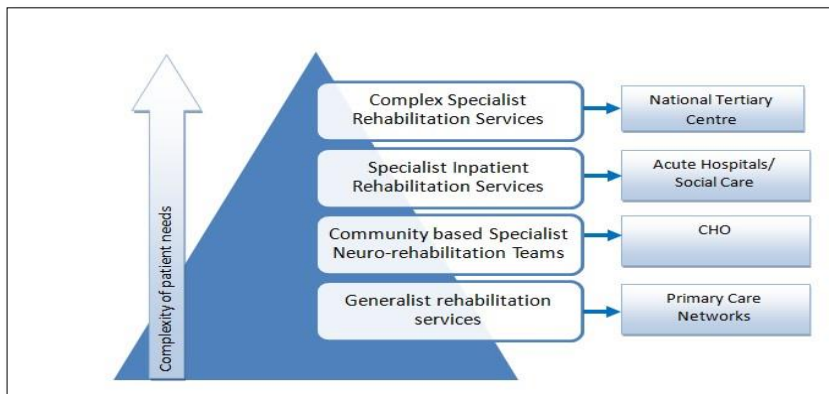 Complexity of patient needs
Complex Specialist
Rehabilitation Services
National Tertiary
Centre
Specialist Inpatient
Rehabilitation Services
Acute Hospitals/
Social Care
Community based Specialist
Neuro-rehabilitation Teams
CHO
Generalist rehabilitation
services
Primary Care
Networks